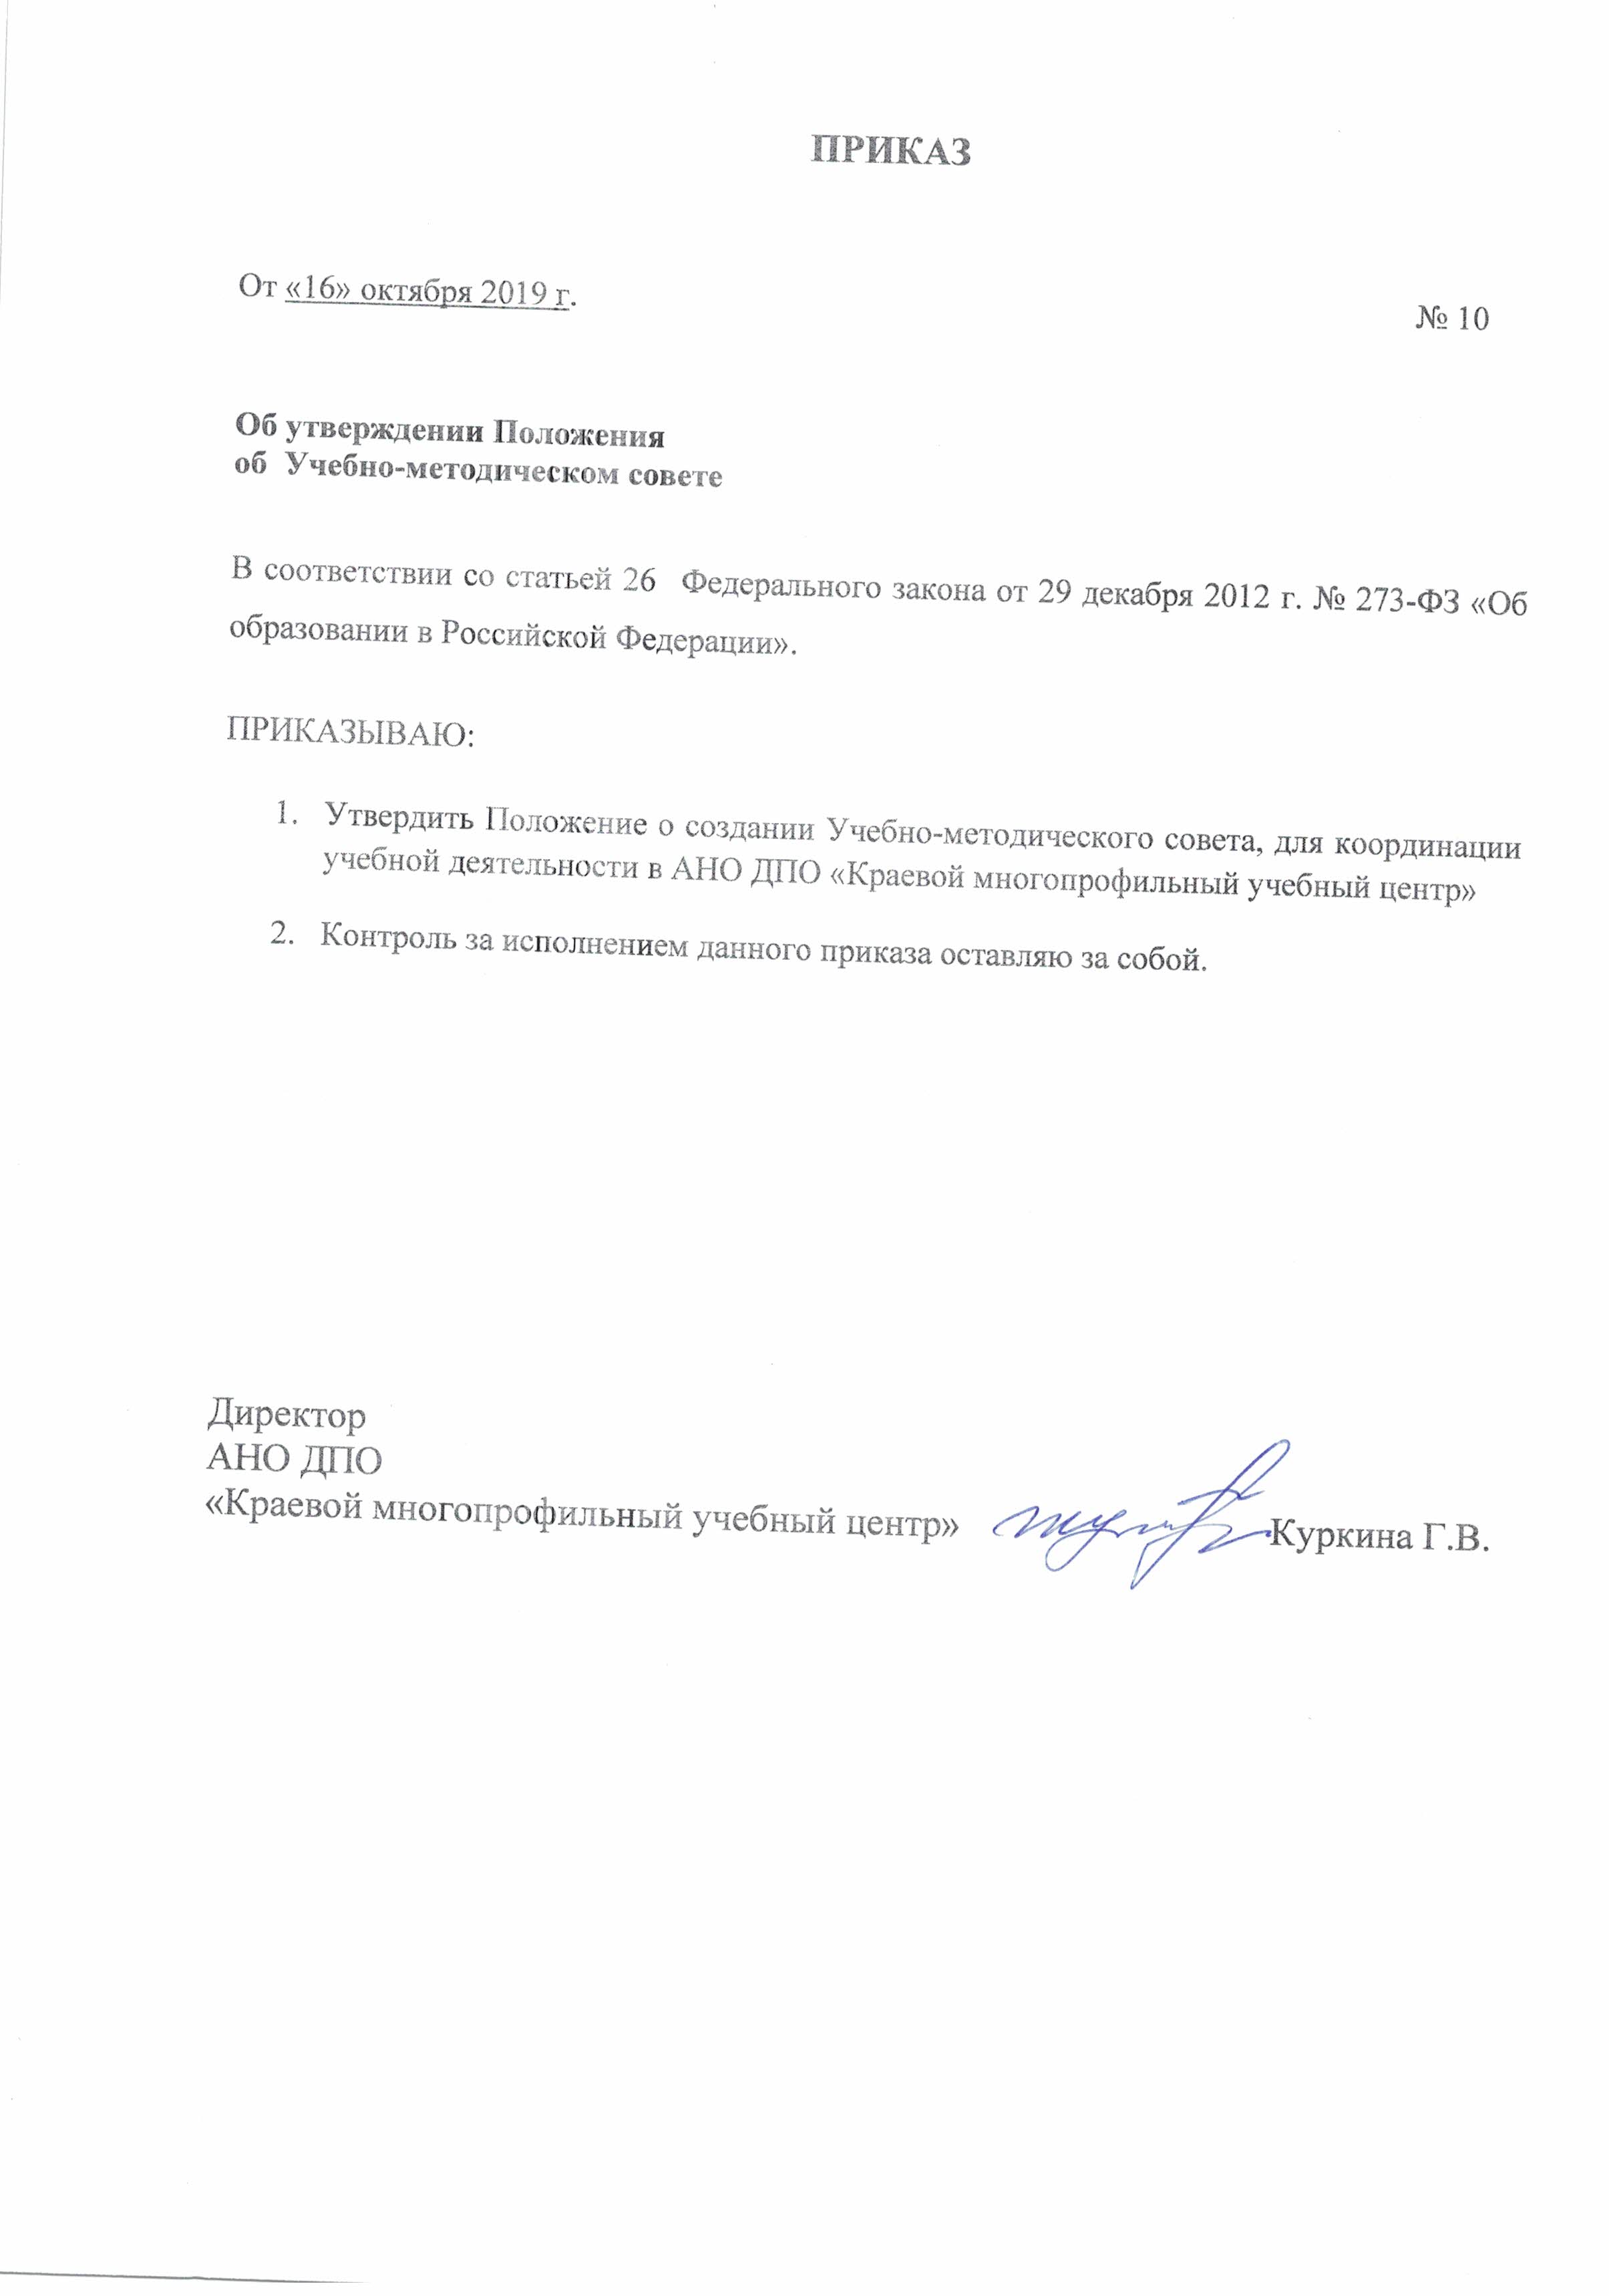 ПРИКАЗ
От «16» октября 2019 г.
№ 10
Об утверждении Положения
об Учебно-методическом совете
В соответствии со статьей 26 Федерального закона от 29 декабря 2012 г. № 273-ФЗ «Об
образовании в Российской Федерации».
ПРИКАЗЫВАЮ:
1. Утвердить Положение о создании Учебно-методического совета, для координации
учебной деятельности в АНО ДПО «Краевой многопрофильный учебный центр»
2. Контроль за исполнением данного приказа оставляю за собой.
Директор
АНО ДПО
«Краевой многопрофильный учебный центр» Куркина Г.В.